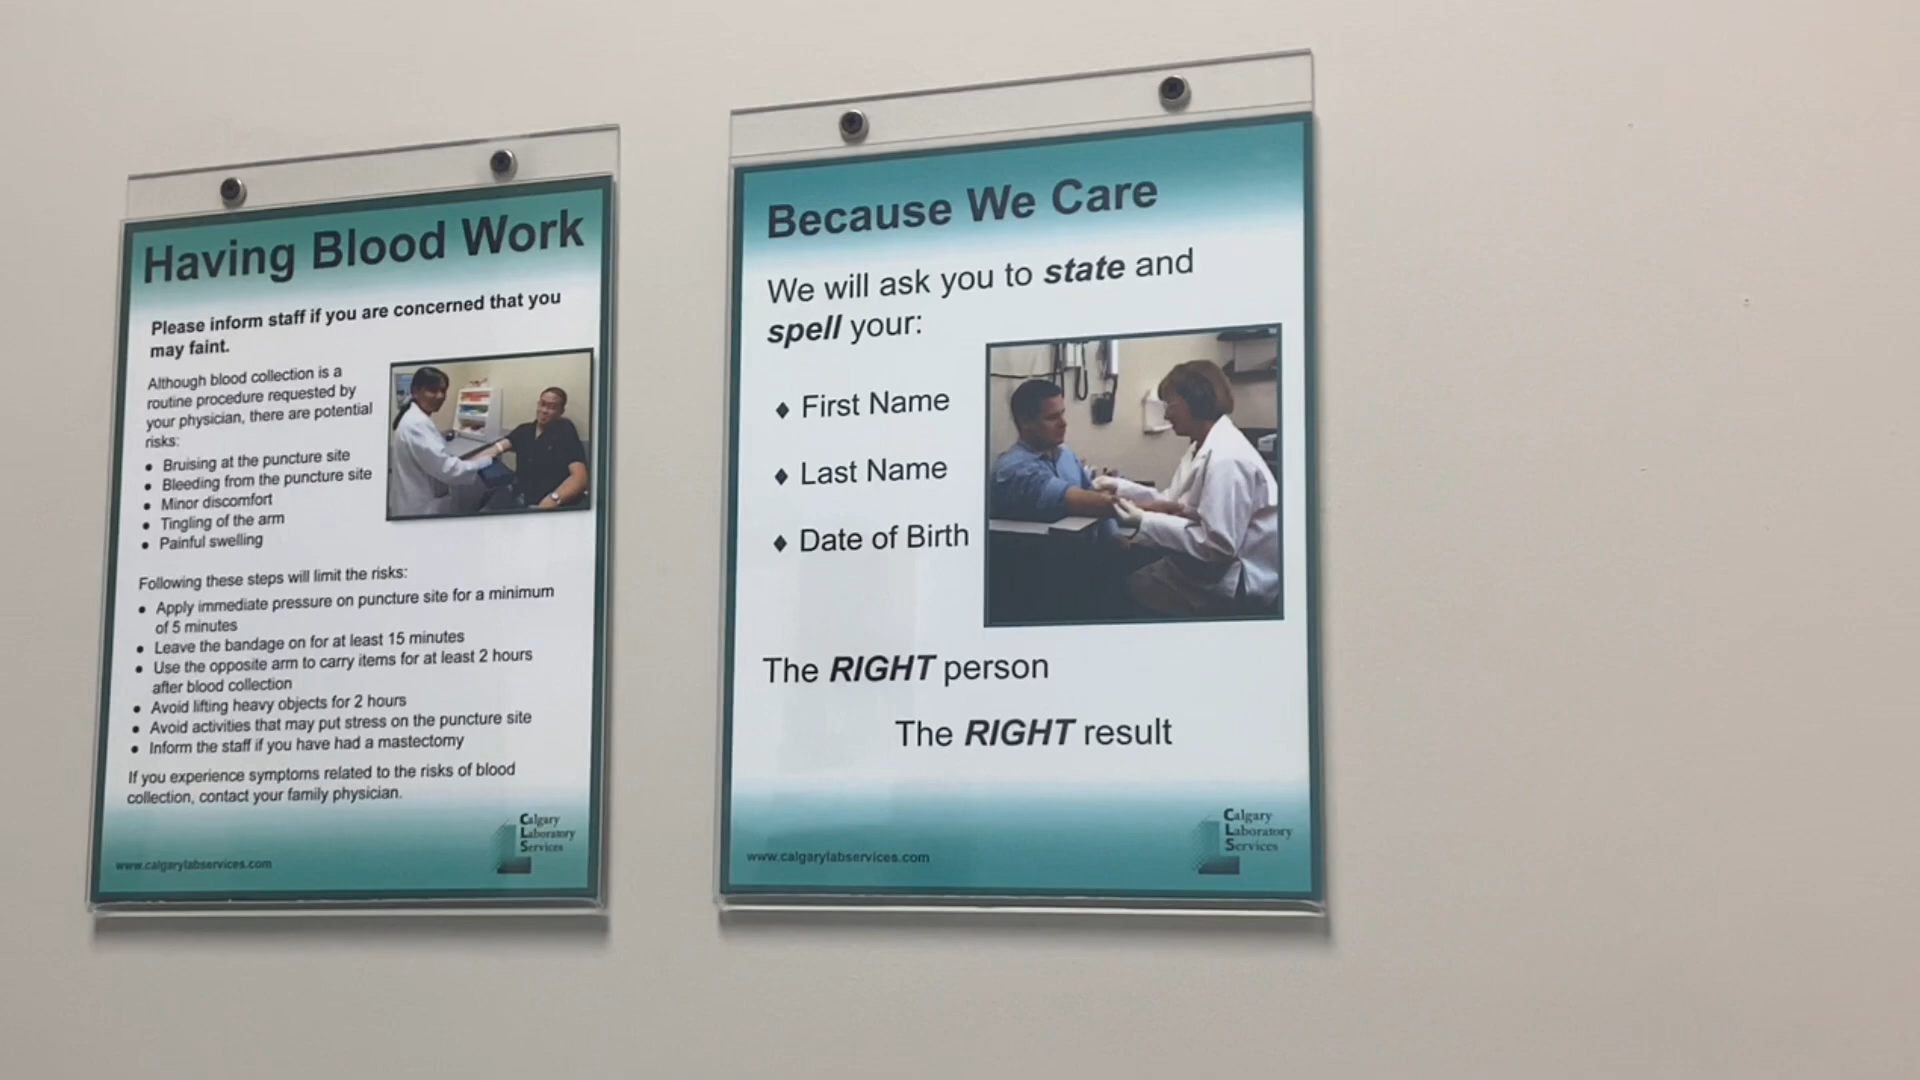 Having Blood Work
Please inform staff if you are concerned that you
may faint.
Although blood collection is a
routine procedure requested by
your physician, there are potential
risks:
• Bruising at the puncture site
• Bleeding from the puncture site
• Minor discomfort
• Tingling of the arm
• Painful swelling
Following these steps will limit the risks:
• Apply immediate pressure on puncture site for a minimum
of 5 minutes
• Leave the bandage on for at least 15 minutes
• Use the opposite arm to carry items for at least 2 hours
after blood collection
• Avoid lifting heavy objects for 2 hours
• Avoid activities that may put stress on the puncture site
• Inform the staff if you have had a mastectomy
If you experience symptoms related to the risks of blood
collection, contact your family physician.
Calgary
Laboratory
Services
www.calgarylabservices.com
Because We Care
We will ask you to state and
spell your:
♦ First Name
♦ Last Name
♦ Date of Birth
The RIGHT person
The RIGHT result
Calgary
Laboratory
Services
www.calgarylabservices.com